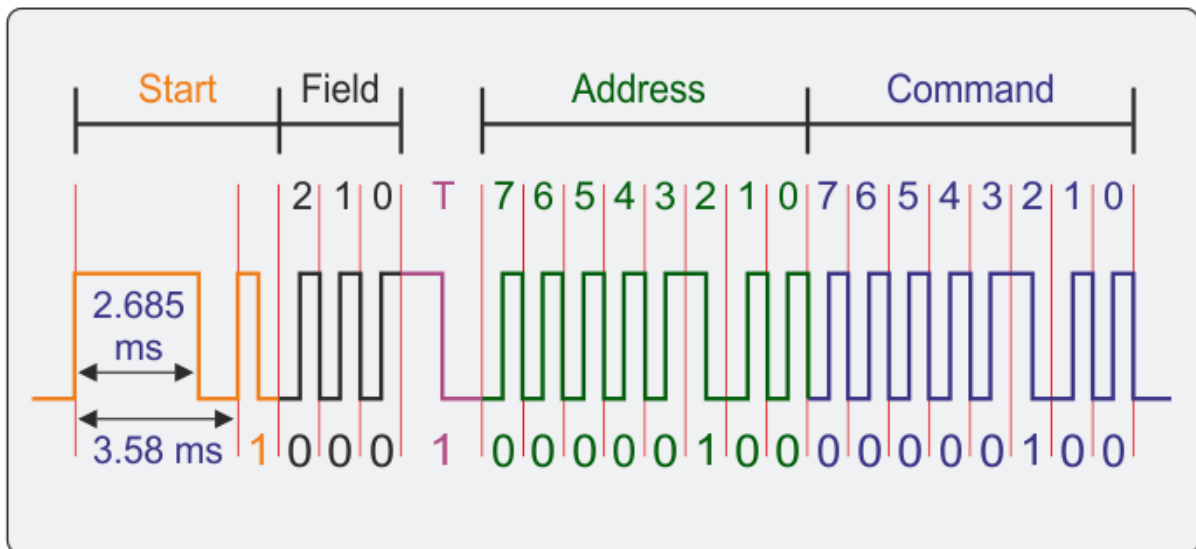 Start Field Address Command
2 1 0 T 7 6 5 4 3 2 1 0 7 6 5 4 3 2 1 0
2.685
ms
3.58 ms 1 0 0 0 1 0 0 0 0 0 1 0 0 0 0 0 0 0 1 0 0